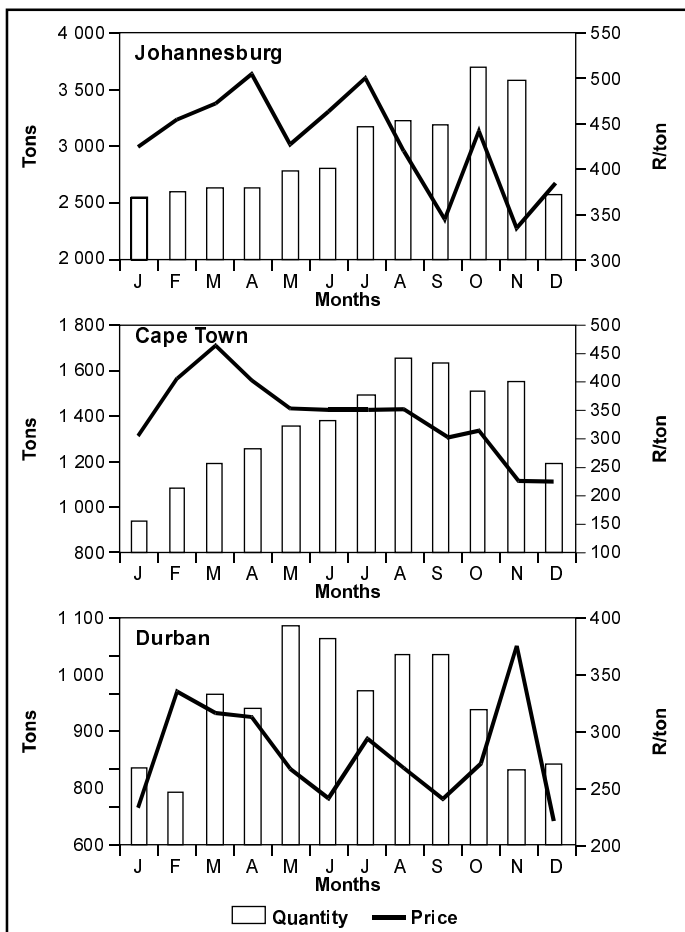 Johannesburg
4 000
3 500
3 000
2 500
2 000
Tons
550
500
450
400
350
300
R/ton
J F M A M J J A S O N D
Months
Cape Town
1 800
1 600
1 400
1 200
1 000
800
Tons
500
450
400
350
300
250
200
150
100
R/ton
J F M A M J J A S O N D
Months
Durban
1 100
1 000
900
800
600
Tons
400
350
300
250
200
R/ton
J F M A M J J A S O N D
Months
Quantity Price